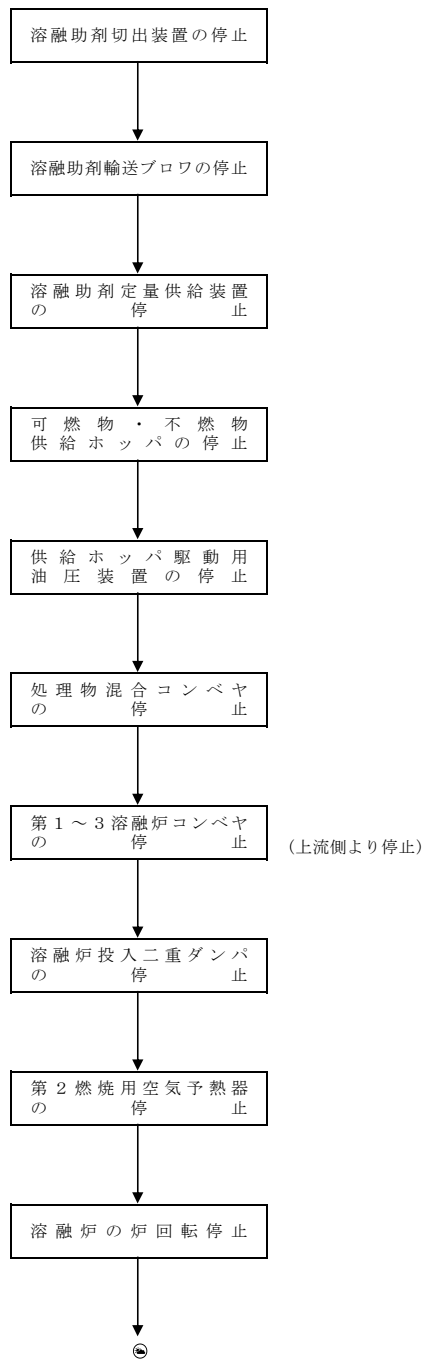 溶融助剤切出装置の停止
溶融助剤輸送ブロワの停止
溶融助剤定量供給装置
の停止
可燃物・不燃物
供給ホッパの停止
供給ホッパ駆動用
油圧装置の停止
処理物混合コンベヤ
の停止
第1～3溶融炉コンベヤ
の停止
(上流側より停止)
溶融炉投入二重ダンパ
の停止
第2燃焼用空気予熱器
の停止
溶融炉の炉回転停止